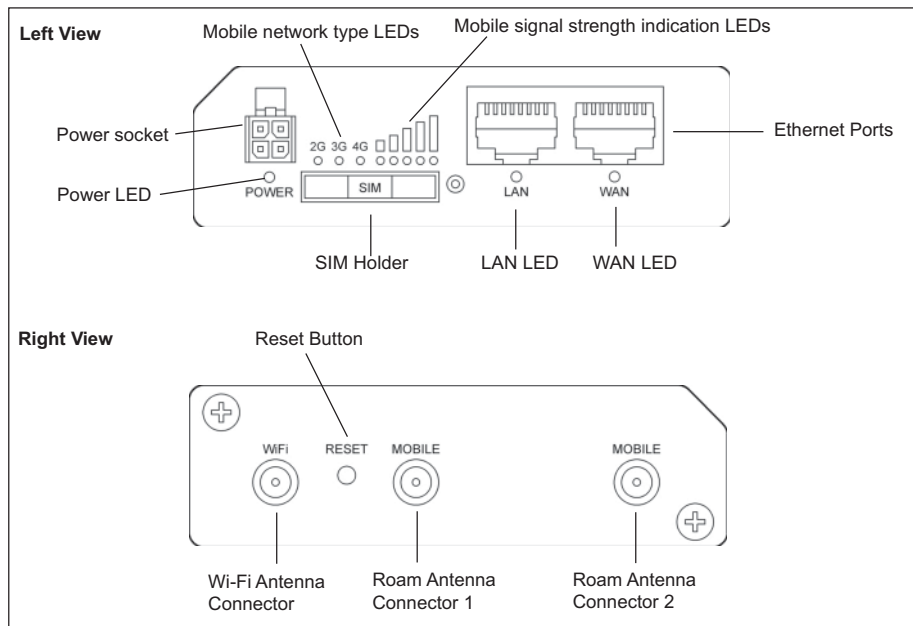 Left View
Mobile network type LEDs
Mobile signal strength indication LEDs
Power socket
Ethernet Ports
2G 3G 4G
Power LED
POWER
SIM
LAN
WAN
SIM Holder
LAN LED
WAN LED
Right View
Reset Button
WiFi
RESET
MOBILE
MOBILE
Wi-Fi Antenna
Connector
Roam Antenna
Connector 1
Roam Antenna
Connector 2